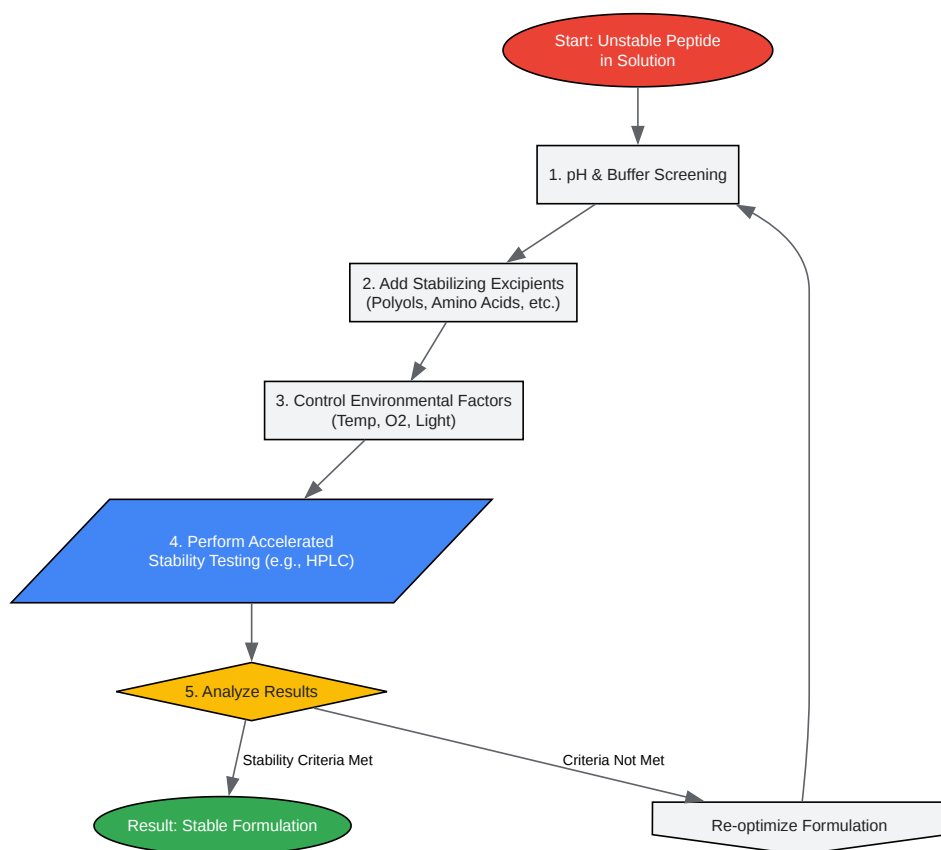 Start: Unstable Peptide
in Solution
1. pH & Buffer Screening
2. Add Stabilizing Excipients
(Polyols, Amino Acids, etc.)
3. Control Environmental Factors
(Temp, O2, Light)
4. Perform Accelerated
Stability Testing (e.g., HPLC)
5. Analyze Results
Stability Criteria Met
Criteria Not Met
Result: Stable Formulation
Re-optimize Formulation